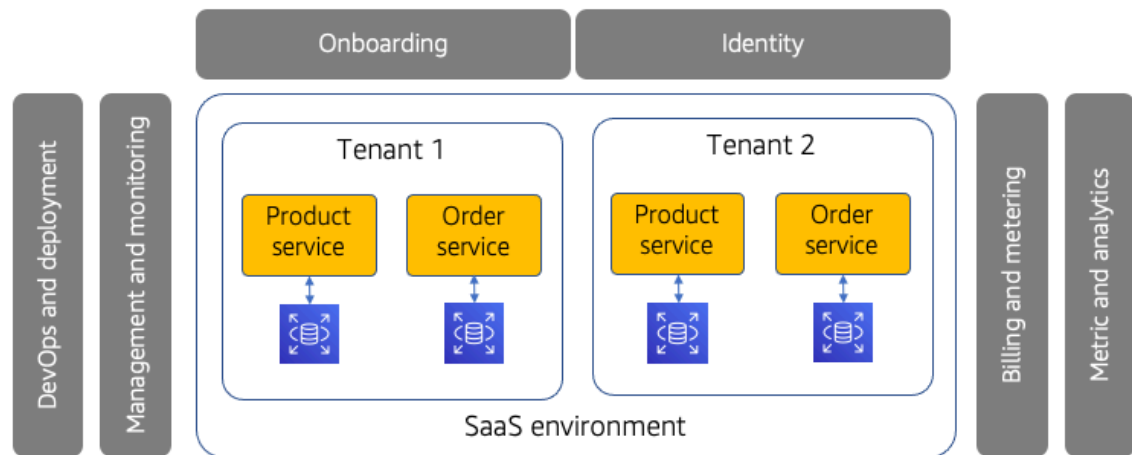 Onboarding
Identity
DevOps and deployment
Management and monitoring
Tenant 1
Product
service
Order
service
Tenant 2
Product
service
Order
service
SaaS environment
Billing and metering
Metric and analytics